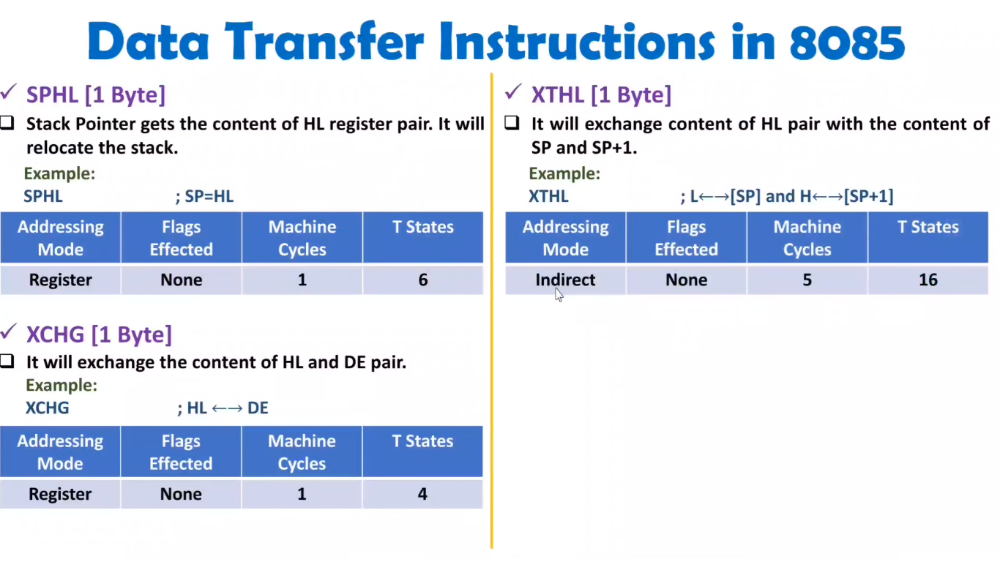 Data Transfer Instructions in 8085
✓ SPHL [1 Byte]
❑ Stack Pointer gets the content of HL register pair. It will
relocate the stack.
Example:
SPHL ; SP=HL
Addressing Mode Flags Effected Machine Cycles T States
Register None 1 6
✓ XCHG [1 Byte]
❑ It will exchange the content of HL and DE pair.
Example:
XCHG ; HL ←→ DE
Addressing Mode Flags Effected Machine Cycles T States
Register None 1 4
✓ XTHL [1 Byte]
❑ It will exchange content of HL pair with the content of
SP and SP+1.
Example:
XTHL ; L←→[SP] and H←→[SP+1]
Addressing Mode Flags Effected Machine Cycles T States
Indirect None 5 16